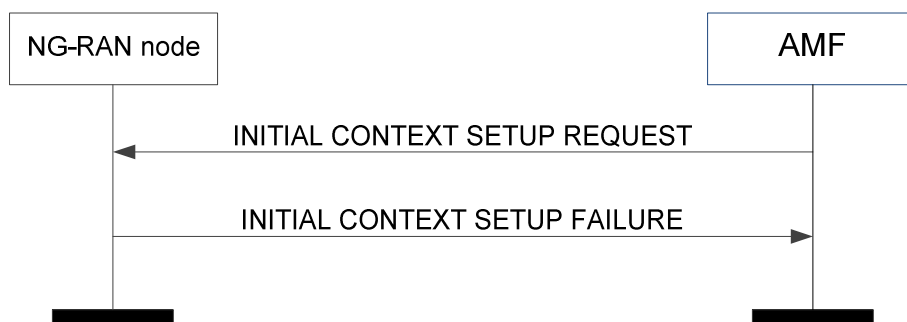 NG-RAN node
AMF
INITIAL CONTEXT SETUP REQUEST
INITIAL CONTEXT SETUP FAILURE